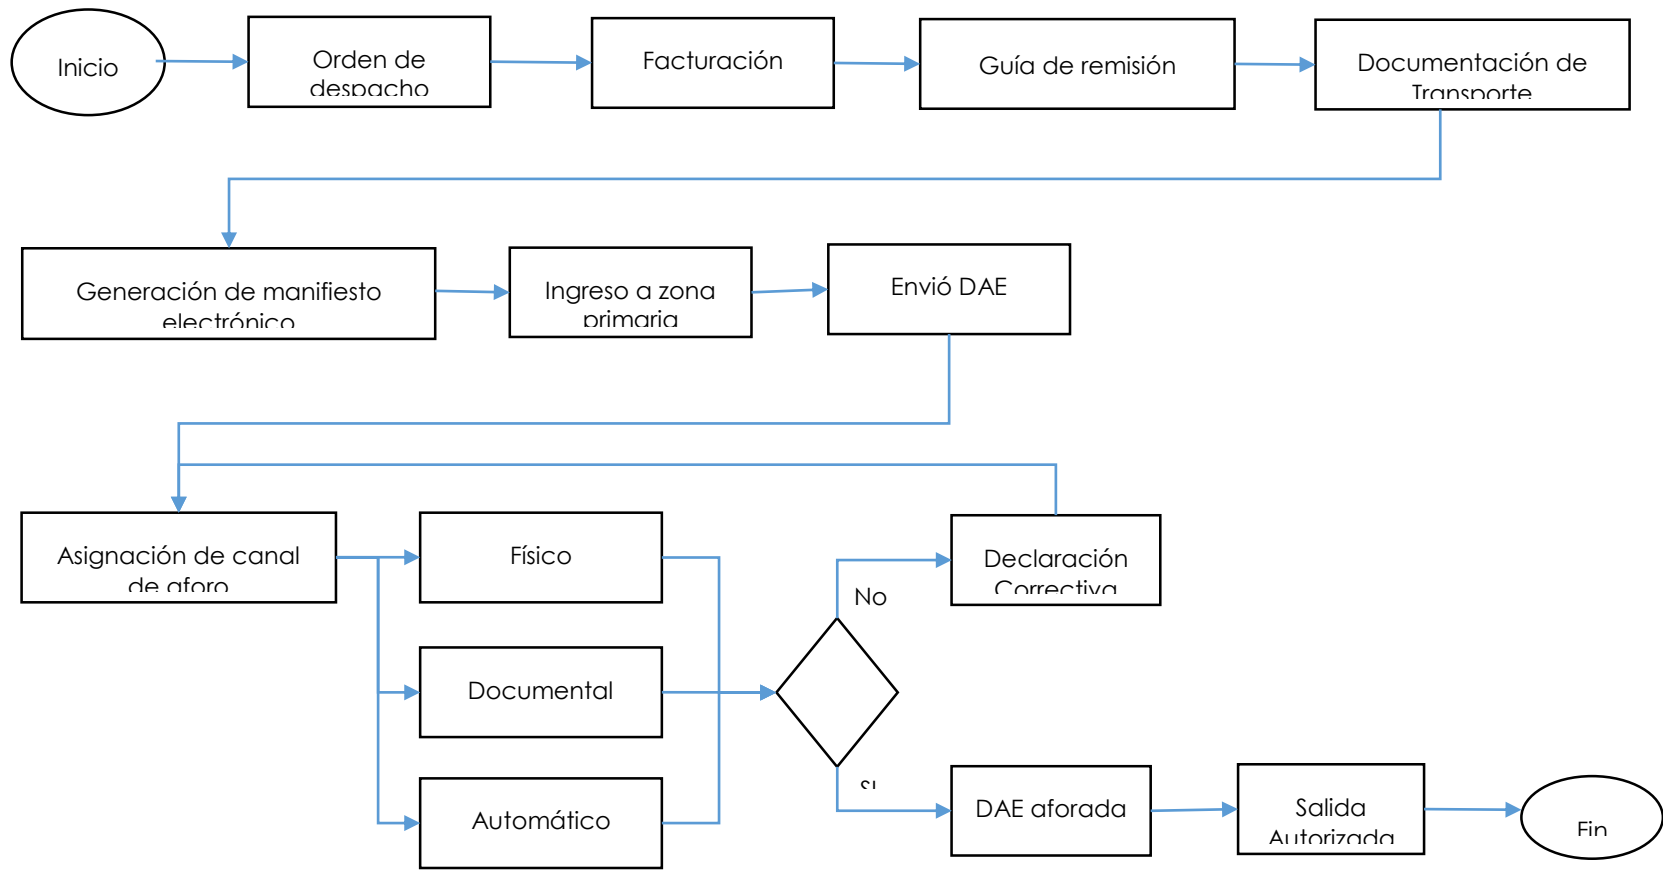 Inicio
Orden de
despacho
Facturación
Guía de remisión
Documentación de
Transporte
Generación de manifiesto
electrónico
Ingreso a zona
primaria
Envió DAE
Asignación de canal
de aforo
Físico
Declaración
Correctiva
No
Documental
SI
Automático
DAE aforada
Salida
Autorizada
Fin